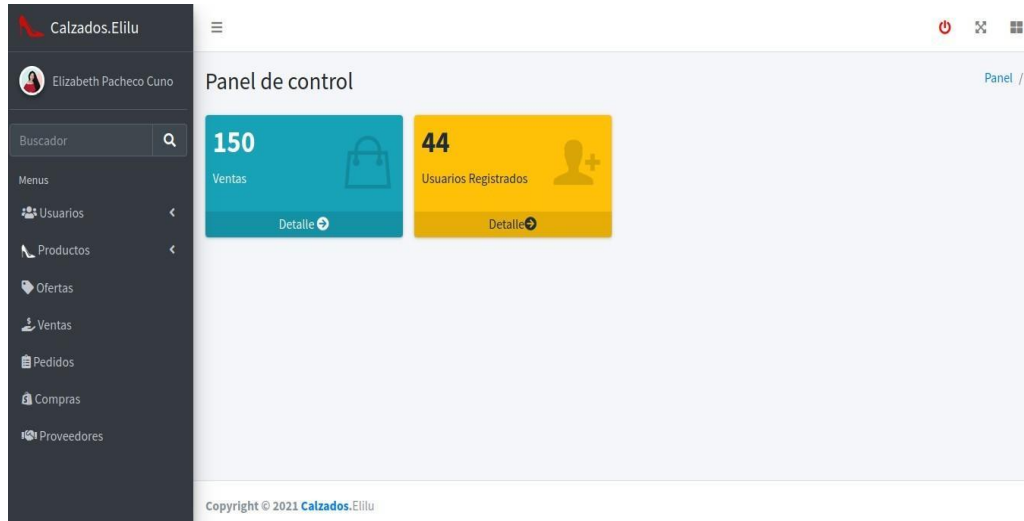 Calzados.Elilu
Elizabeth Pacheco Cuno
Buscador
Menus
Usuarios
Productos
Ofertas
Ventas
Pedidos
Compras
Proveedores
Panel de control
Panel /
150
Ventas
Detalle
44
Usuarios Registrados
Detalle
Copyright © 2021 Calzados.Elilu